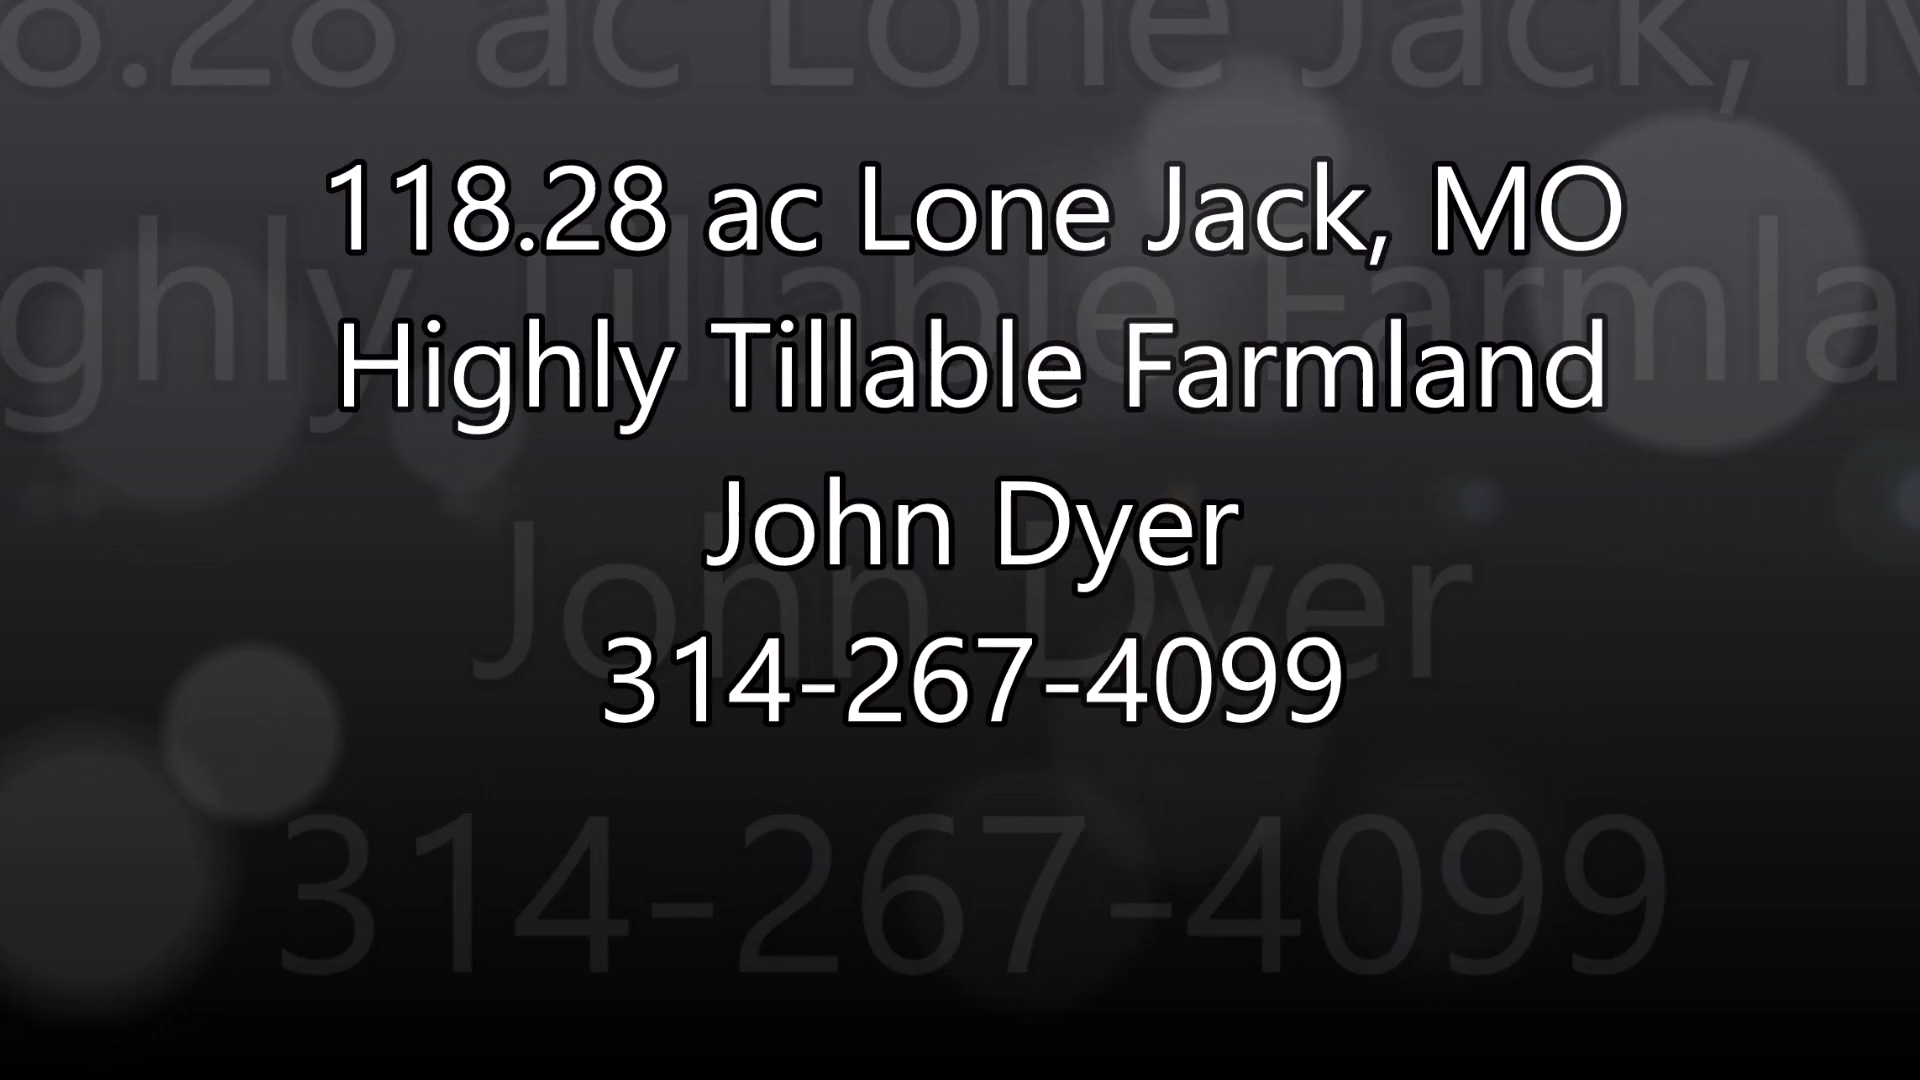 118.28 ac Lone Jack, MO
Highly Tillable Farmland
John Dyer
314-267-4099